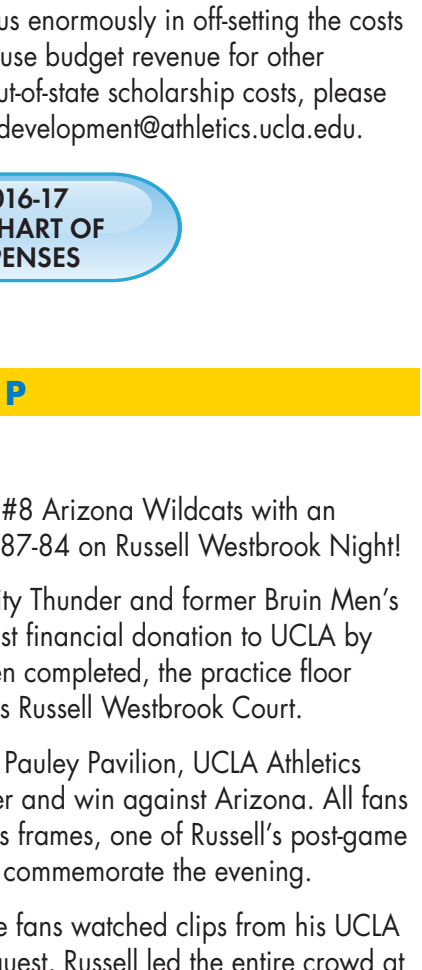 us enormously in off-setting the costs
use budget revenue for other
ut-of-state scholarship costs, please
development@athletics.ucla.edu.
016-17
HART OF
PENSES
P
#8 Arizona Wildcats with an
87-84 on Russell Westbrook Night!
ity Thunder and former Bruin Men's
st financial donation to UCLA by
en completed, the practice floor
s Russell Westbrook Court.
Pauley Pavilion, UCLA Athletics
er and win against Arizona. All fans
s frames, one of Russell's post-game
commemorate the evening.
e fans watched clips from his UCLA
quest, Russell led the entire crowd at